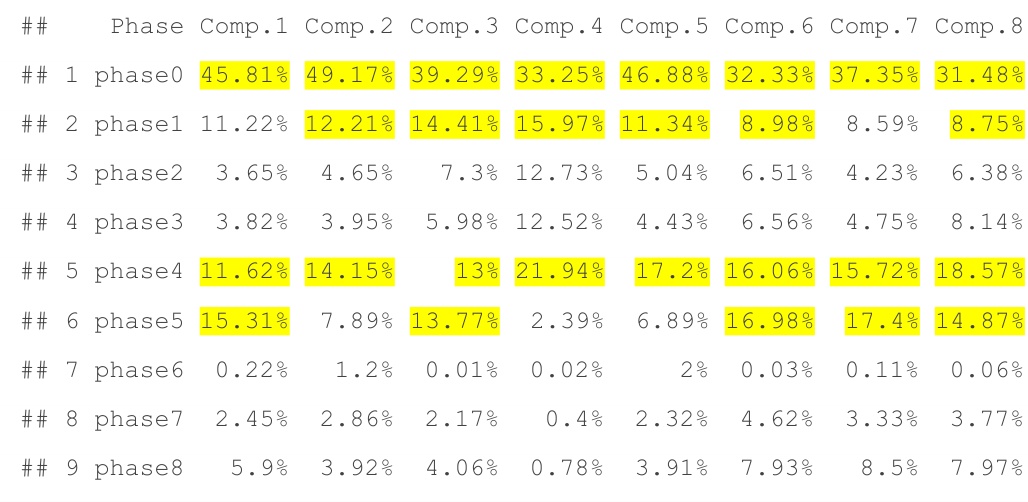 ##    Phase Comp.1 Comp.2 Comp.3 Comp.4 Comp.5 Comp.6 Comp.7 Comp.8
## 1 phase0 45.81% 49.17% 39.29% 33.25% 46.88% 32.33% 37.35% 31.48%
## 2 phase1 11.22% 12.21% 14.41% 15.97% 11.34%  8.98%  8.59%  8.75%
## 3 phase2  3.65%  4.65%   7.3% 12.73%  5.04%  6.51%  4.23%  6.38%
## 4 phase3  3.82%  3.95%  5.98% 12.52%  4.43%  6.56%  4.75%  8.14%
## 5 phase4 11.62% 14.15%    13% 21.94%  17.2% 16.06% 15.72% 18.57%
## 6 phase5 15.31%  7.89% 13.77%  2.39%  6.89% 16.98%  17.4% 14.87%
## 7 phase6  0.22%   1.2%  0.01%  0.02%     2%  0.03%  0.11%  0.06%
## 8 phase7  2.45%  2.86%  2.17%   0.4%  2.32%  4.62%  3.33%  3.77%
## 9 phase8   5.9%  3.92%  4.06%  0.78%  3.91%  7.93%   8.5%  7.97%